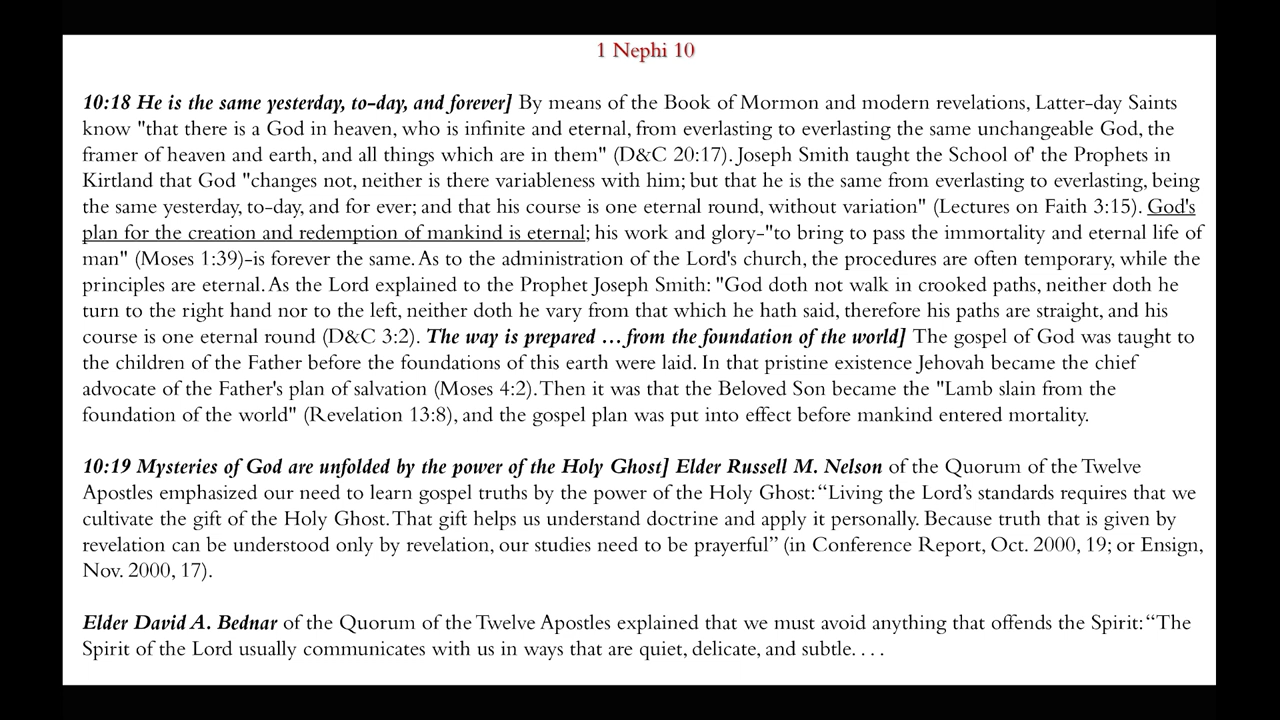 1 Nephi 10
10:18 He is the same yesterday, to-day, and forever] By means of the Book of Mormon and modern revelations, Latter-day Saints
know "that there is a God in heaven, who is infinite and eternal, from everlasting to everlasting the same unchangeable God, the
framer of heaven and earth, and all things which are in them" (D&C 20:17). Joseph Smith taught the School of' the Prophets in
Kirtland that God "changes not, neither is there variableness with him; but that he is the same from everlasting to everlasting, being
the same yesterday, to-day, and for ever; and that his course is one eternal round, without variation" (Lectures on Faith 3:15). God's
plan for the creation and redemption of mankind is eternal; his work and glory-"to bring to pass the immortality and eternal life of
man" (Moses 1:39)-is forever the same. As to the administration of the Lord's church, the procedures are often temporary, while the
principles are eternal. As the Lord explained to the Prophet Joseph Smith: "God doth not walk in crooked paths, neither doth he
turn to the right hand nor to the left, neither doth he vary from that which he hath said, therefore his paths are straight, and his
course is one eternal round (D&C 3:2). The way is prepared … from the foundation of the world] The gospel of God was taught to
the children of the Father before the foundations of this earth were laid. In that pristine existence Jehovah became the chief
advocate of the Father's plan of salvation (Moses 4:2). Then it was that the Beloved Son became the "Lamb slain from the
foundation of the world" (Revelation 13:8), and the gospel plan was put into effect before mankind entered mortality.
10:19 Mysteries of God are unfolded by the power of the Holy Ghost] Elder Russell M. Nelson of the Quorum of the Twelve
Apostles emphasized our need to learn gospel truths by the power of the Holy Ghost: “Living the Lord’s standards requires that we
cultivate the gift of the Holy Ghost. That gift helps us understand doctrine and apply it personally. Because truth that is given by
revelation can be understood only by revelation, our studies need to be prayerful” (in Conference Report, Oct. 2000, 19; or Ensign,
Nov. 2000, 17).
Elder David A. Bednar of the Quorum of the Twelve Apostles explained that we must avoid anything that offends the Spirit: “The
Spirit of the Lord usually communicates with us in ways that are quiet, delicate, and subtle. . . .